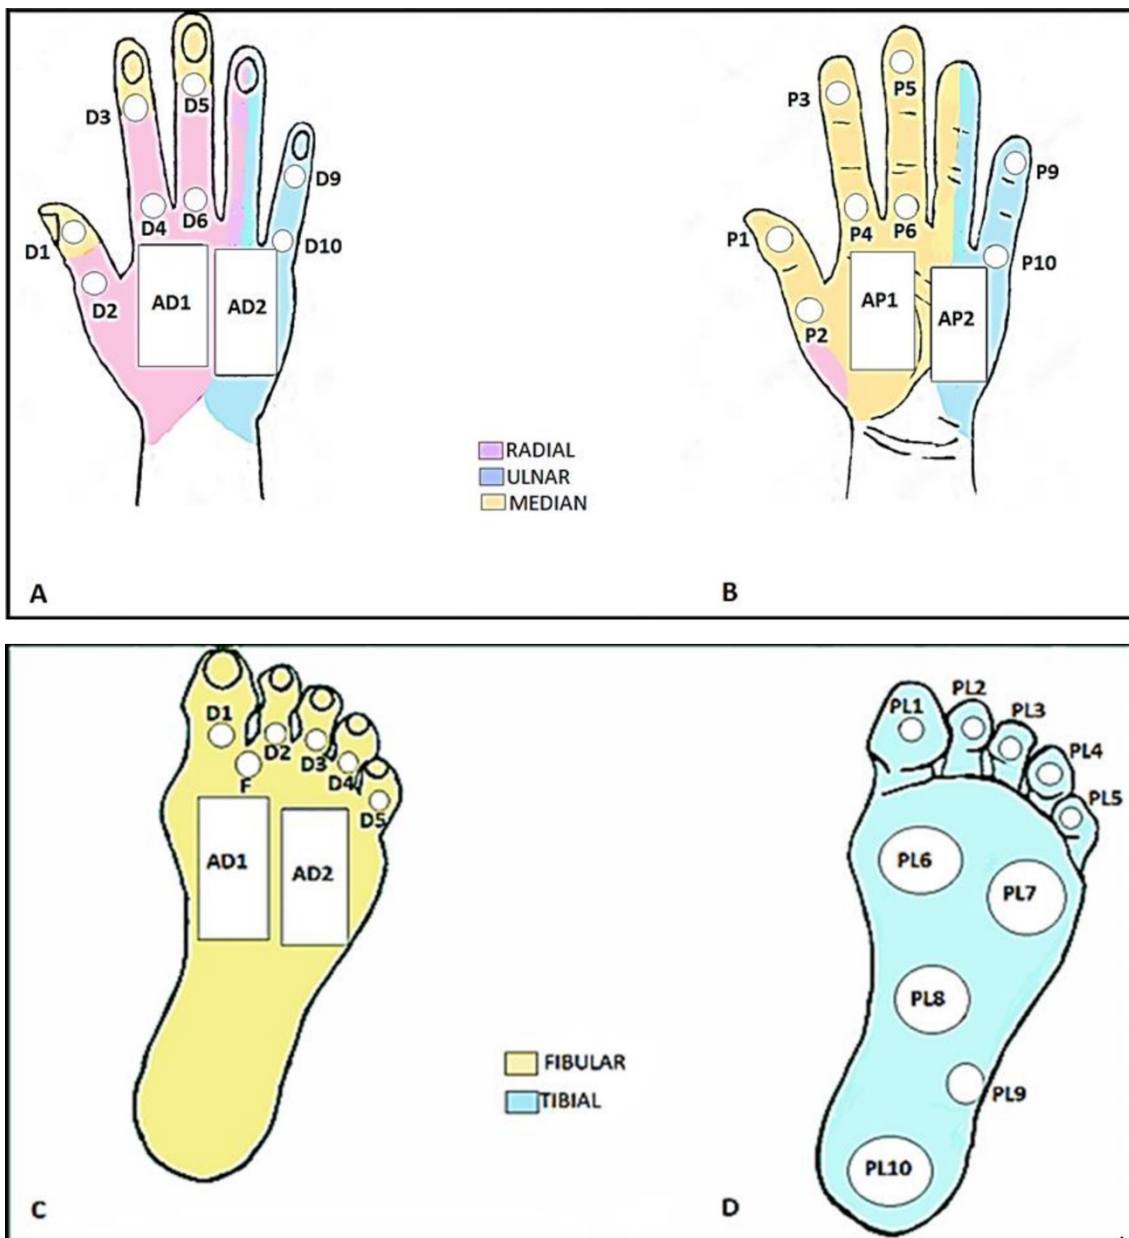 D3
D5
D9
D4
D6
D1
D10
D2
AD1
AD2
A
RADIAL
ULNAR
MEDIAN
P3
P5
P9
P1
P4
P6
P10
P2
AP1
AP2
B
D1
D2
D3
F
D4
D5
AD1
AD2
C
FIBULAR
TIBIAL
PL1
PL2
PL3
PL4
PL5
PL6
PL7
PL8
PL9
PL10
D